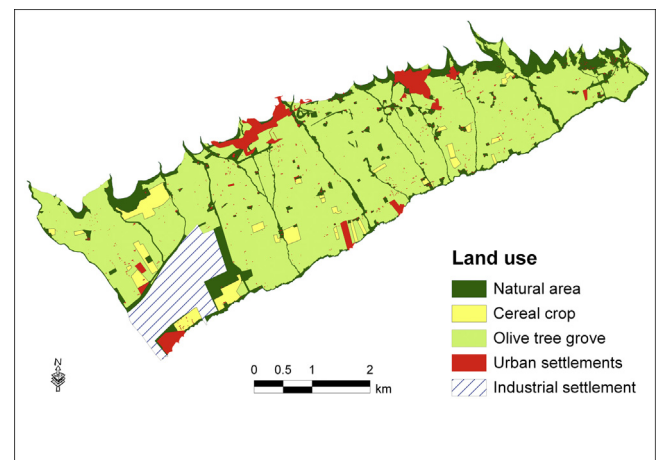 Land use
Natural area
Cereal crop
Olive tree grove
Urban settlements
Industrial settlement
N
0 0.5 1 2
km